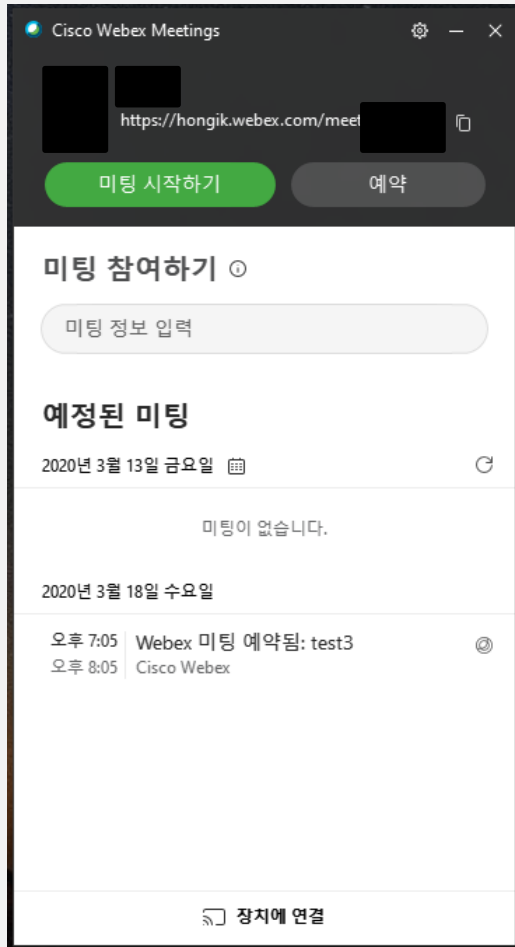 Cisco Webex Meetings
https://hongik.webex.com/meet
미팅 시작하기
예약
미팅 참여하기
미팅 정보 입력
예정된 미팅
2020년 3월 13일 금요일
미팅이 없습니다.
2020년 3월 18일 수요일
오후 7:05 Webex 미팅 예약됨: test3
오후 8:05 Cisco Webex
장치에 연결